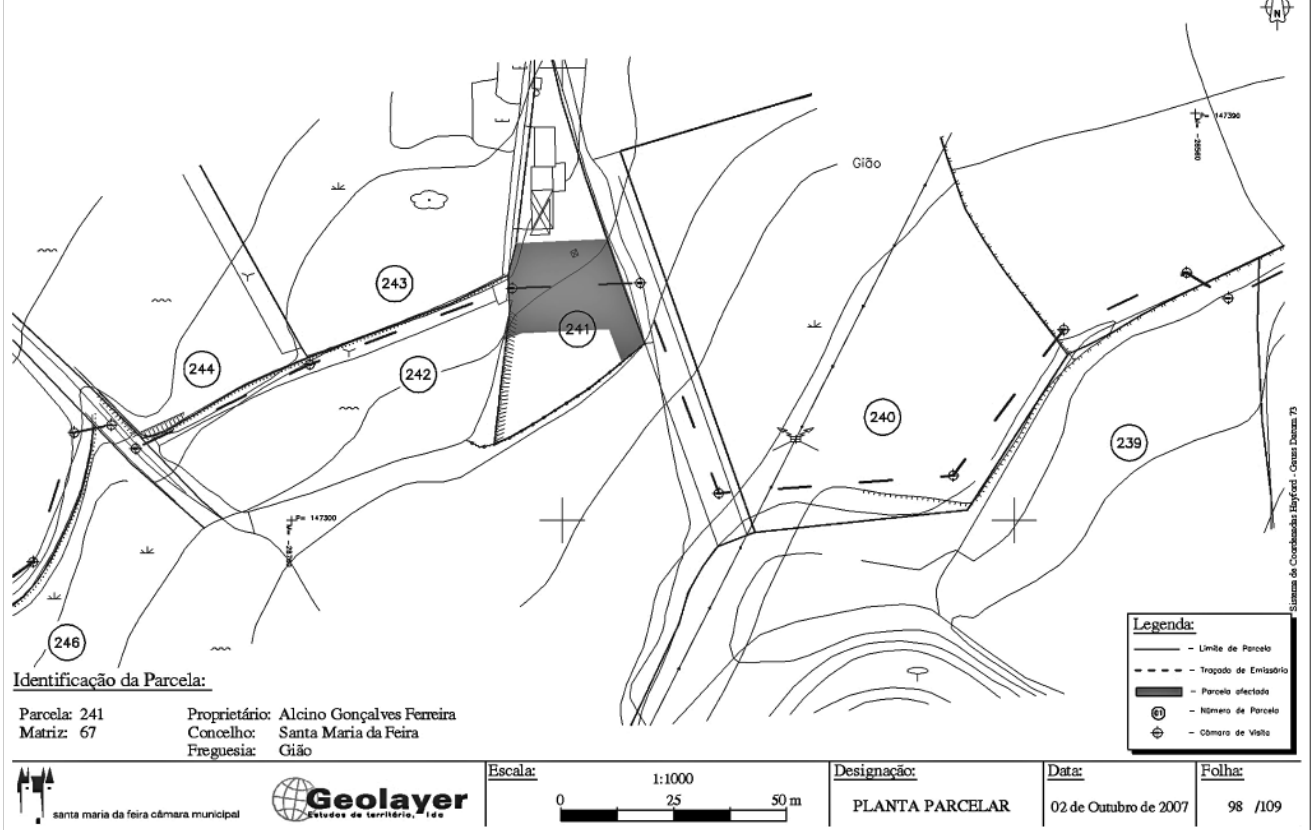 N
P= 147390
M= -28560
Gião
243
241
244
242
240
239
P= 147300
246
Sistema de Coordenadas Hayford - Gauss Datum 73
Legenda:
- Limite de Parcela
- Traçado de Emissário
- Parcela afectada
61 - Número de Parcela
- Câmara de Visita
Identificação da Parcela:
Parcela: 241 Proprietário: Alcino Gonçalves Ferreira
Matriz: 67 Concelho: Santa Maria da Feira
Freguesia: Gião
santa maria da feira câmara municipal
Geolayer
Estudos de território, lda
Escala:
1:1000
0 25 50 m
Designação:
PLANTA PARCELAR
Data:
02 de Outubro de 2007
Folha:
98 /109